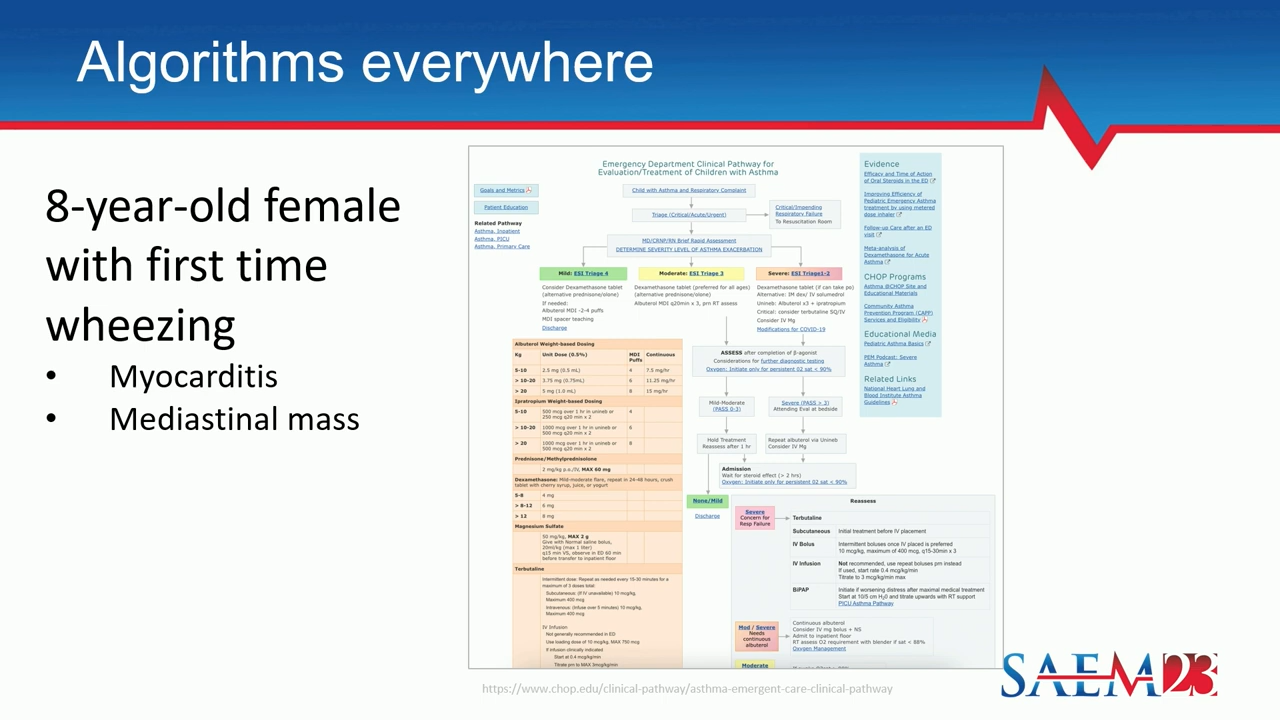 Algorithms everywhere
8-year-old female
with first time
wheezing
• Myocarditis
• Mediastinal mass
Emergency Department Clinical Pathway for
Evaluation/Treatment of Children with Asthma
Goals and Metrics
Patient Education
Related Pathway
Asthma, Inpatient
Asthma, PICU
Asthma, Primary Care
Child with Asthma and Respiratory Complaint
Triage (Critical/Acute/Urgent)
Critical/Impending
Respiratory Failure
To Resuscitation Room
MD/CRNP/RN Brief Rapid Assessment
DETERMINE SEVERITY LEVEL OF ASTHMA EXACERBATION
Mild: ESI Triage 4
Consider Dexamethasone tablet
(alternative prednisone/olone)
If needed:
Albuterol MDI -2-4 puffs
MDI spacer teaching
Discharge
Moderate: ESI Triage 3
Dexamethasone tablet (preferred for all ages)
(alternative prednisone/olone)
Albuterol MDI q20min x 3, prn RT assess
Severe: ESI Triage1-2
Dexamethasone tablet (if can take po)
Alternative: IM dex/ IV solumedrol
Unineb: Albuterol x3 + ipratropium
Critical: consider terbutaline SQ/IV
Consider IV Mg
Modifications for COVID-19
ASSESS after completion of β-agonist
Considerations for further diagnostic testing
Oxygen: Initiate only for persistent 02 sat < 90%
Mild-Moderate
(PASS 0-3)
Severe (PASS > 3)
Attending Eval at bedside
Hold Treatment
Reassess after 1 hr
Repeat albuterol via Unineb
Consider IV Mg
Admission
Wait for steroid effect (> 2 hrs)
Oxygen: Initiate only for persistent 02 sat < 90%
None/Mild
Discharge
Albuterol Weight-based Dosing
Kg Unit Dose (0.5%) MDI Puffs Continuous
5-10 2.5 mg (0.5 mL) 4 7.5 mg/hr
> 10-20 3.75 mg (0.75mL) 6 11.25 mg/hr
> 20 5 mg (1.0 mL) 8 15 mg/hr
Ipratropium Weight-based Dosing
5-10 500 mcg over 1 hr in unineb or 4
250 mcg q20 min x 2
> 10-20 1000 mcg over 1 hr in unineb or 6
500 mcg q20 min x 2
> 20 1000 mcg over 1 hr in unineb or 8
500 mcg q20 min x 2
Prednisone/Methylprednisolone
2 mg/kg p.o./IV, MAX 60 mg
Dexamethasone: Mild-moderate flare, repeat in 24-48 hours, crush
tablet with cherry syrup, juice, or yogurt
5-8 4 mg
> 8-12 6 mg
> 12 8 mg
Magnesium Sulfate
50 mg/kg, MAX 2 g
Give with Normal saline bolus,
20ml/kg (max 1 liter)
q15 min VS, observe in ED 60 min
before transfer to inpatient floor
Terbutaline
Intermittent dose: Repeat as needed every 15-30 minutes for a
maximum of 3 doses total:
Subcutaneous: (If IV unavailable) 10 mcg/kg,
Maximum 400 mcg
Intravenous: (Infuse over 5 minutes) 10 mcg/kg,
Maximum 400 mcg
IV Infusion
Not generally recommended in ED
Use loading dose of 10 mcg/kg, MAX 750 mcg
If infusion clinically indicated
Start at 0.4 mcg/kg/min
Titrate prn to MAX 3mcg/kg/min
Reassess
Severe
Concern for
Resp Failure
Terbutaline
Subcutaneous Initial treatment before IV placement
IV Bolus Intermittent boluses once IV placed is preferred
10 mcg/kg, maximum of 400 mcg, q15-30min x 3
IV Infusion Not recommended, use repeat boluses prn instead
If used, start rate 0.4 mcg/kg/min
Titrate to 3 mcg/kg/min max
BiPAP Initiate if worsening distress after maximal medical treatment
Start at 10/5 cm H20 and titrate upwards with RT support
PICU Asthma Pathway
Mod / Severe
Needs
continuous
albuterol
Continuous albuterol
Consider IV mg bolus + NS
Admit to inpatient floor
RT assess O2 requirement with blender if sat < 88%
Oxygen Management
Moderate
Evidence
Efficacy and Time of Action
of Oral Steroids in the ED
Improving Efficiency of
Pediatric Emergency Asthma
treatment by using metered
dose inhaler
Follow-up Care after an ED
visit
Meta-analysis of
Dexamethasone for Acute
Asthma
CHOP Programs
Asthma @CHOP Site and
Educational Materials
Community Asthma
Prevention Program (CAPP)
Services and Eligibility
Educational Media
Pediatric Asthma Basics
PEM Podcast: Severe
Asthma
Related Links
National Heart Lung and
Blood Institute Asthma
Guidelines
https://www.chop.edu/clinical-pathway/asthma-emergent-care-clinical-pathway
SAEM23